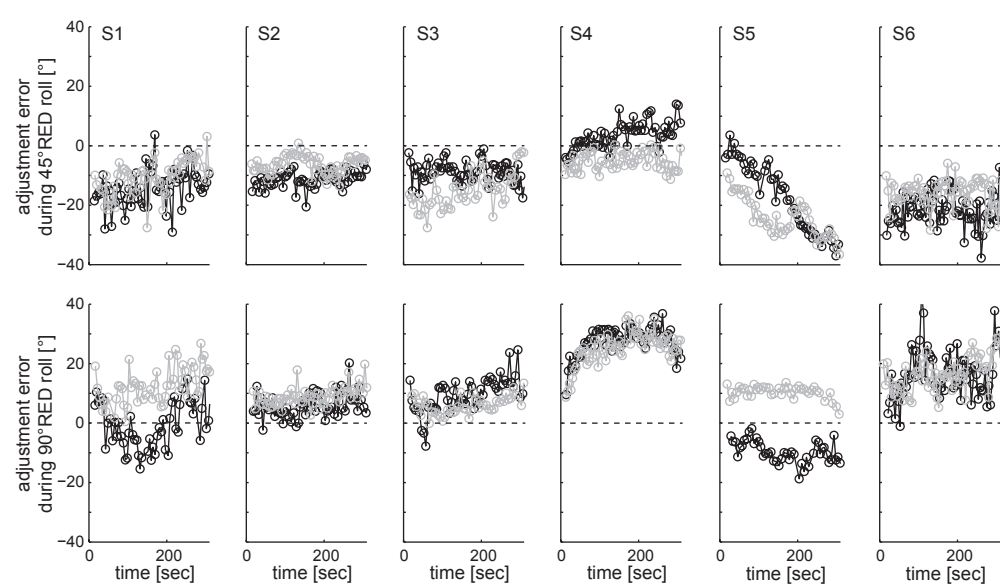 S1 S2 S3 S4 S5 S6
adjustment error
during 45°RED roll [°]
40
20
0
−20
−40
adjustment error
during 90°RED roll [°]
40
20
0
−20
−40
0 200 0 200 0 200 0 200 0 200 0 200
time [sec] time [sec] time [sec] time [sec] time [sec] time [sec]